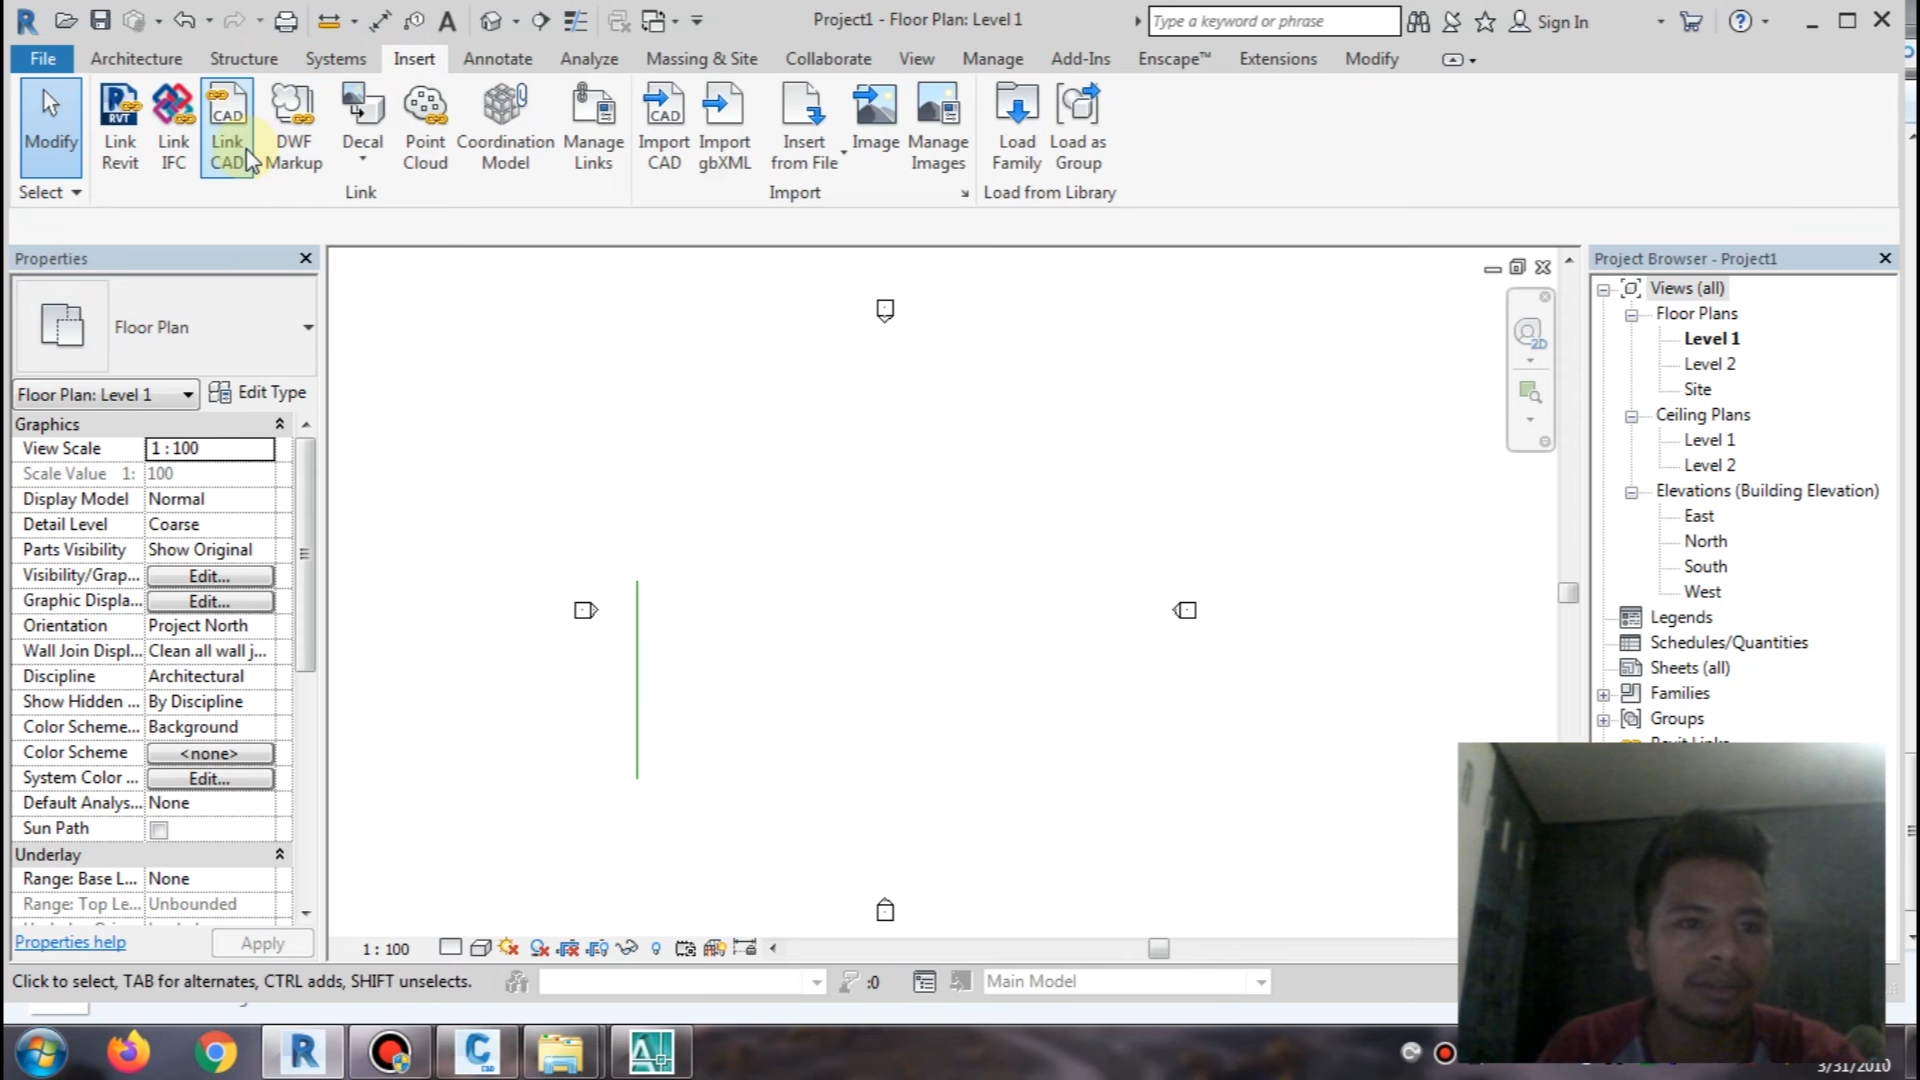 Project1 - Floor Plan: Level 1
Type a keyword or phrase
Sign In
File
Architecture
Structure
Systems
Insert
Annotate
Analyze
Massing & Site
Collaborate
View
Manage
Add-Ins
Enscape™
Extensions
Modify
Modify
Link Revit
Link IFC
Link CAD
DWF Markup
Decal
Point Cloud
Coordination Model
Manage Links
Import CAD
Import gbXML
Insert from File
Image
Manage Images
Load Family
Load as Group
Select
Link
Import
Load from Library
Properties
Floor Plan
Floor Plan: Level 1
Edit Type
Graphics
View Scale 1 : 100
Scale Value 1: 100
Display Model Normal
Detail Level Coarse
Parts Visibility Show Original
Visibility/Grap... Edit...
Graphic Displa... Edit...
Orientation Project North
Wall Join Displ... Clean all wall j...
Discipline Architectural
Show Hidden ... By Discipline
Color Scheme... Background
Color Scheme <none>
System Color ... Edit...
Default Analys... None
Sun Path
Underlay
Range: Base L... None
Range: Top Le... Unbounded
Properties help
Apply
2D
1 : 100
Project Browser - Project1
Views (all)
Floor Plans
Level 1
Level 2
Site
Ceiling Plans
Level 1
Level 2
Elevations (Building Elevation)
East
North
South
West
Legends
Schedules/Quantities
Sheets (all)
Families
Groups
Click to select, TAB for alternates, CTRL adds, SHIFT unselects.
:0
Main Model
3/31/2010